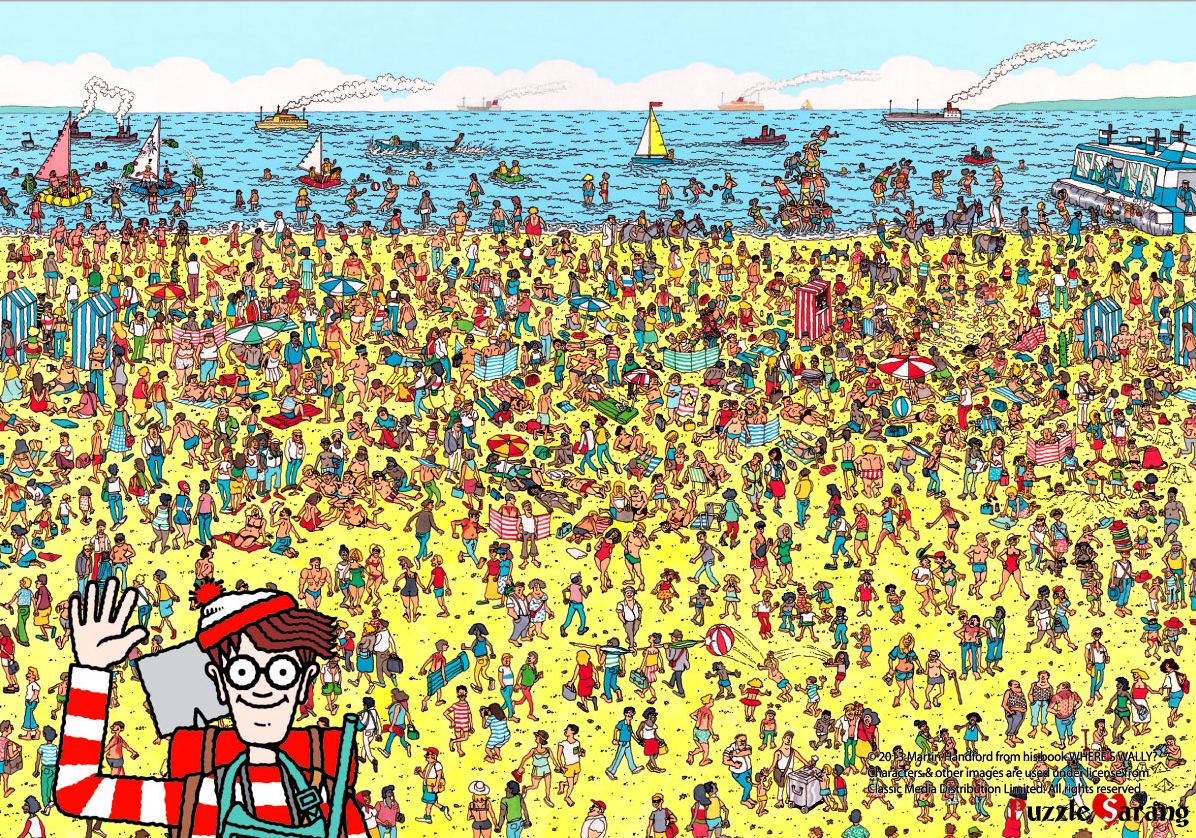 ©2013 Martin Handford from his book WHERE'S WALLY?
Characters & other images are used under license from
Classic Media Distribution Limited. All rights reserved.
Puzzle Sarang